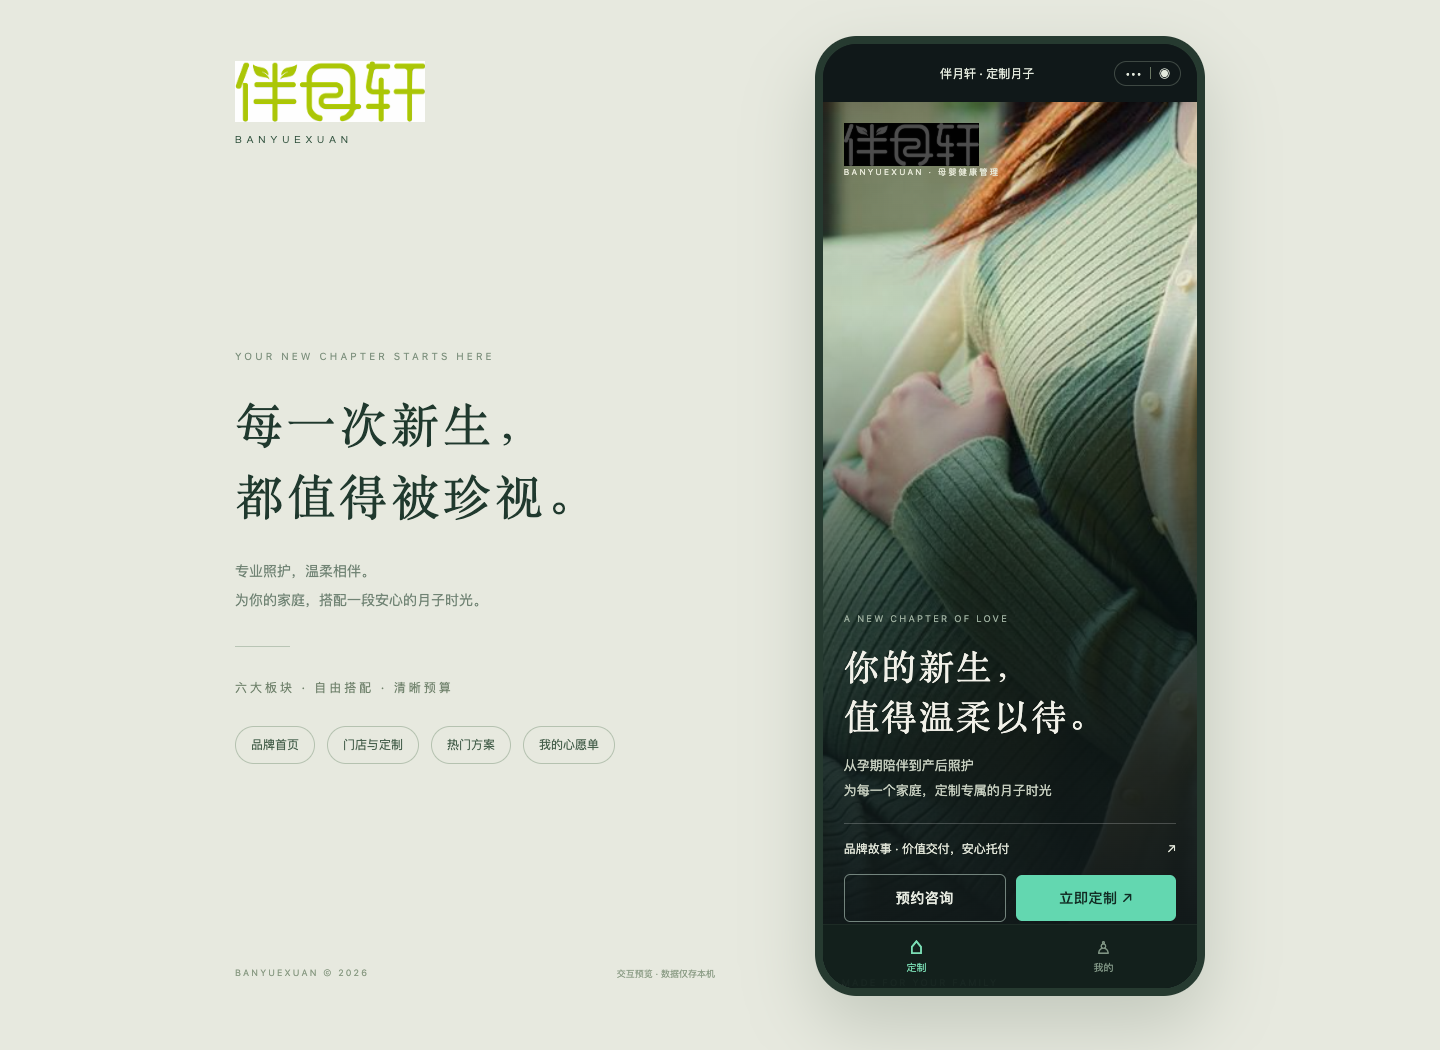 伴月轩
BANYUEXUAN
YOUR NEW CHAPTER STARTS HERE
每一次新生，
都值得被珍视。
专业照护，温柔相伴。
为你的家庭，搭配一段安心的月子时光。
六大板块 · 自由搭配 · 清晰预算
品牌首页
门店与定制
热门方案
我的心愿单
BANYUEXUAN © 2026
交互预览 · 数据仅存本机
伴月轩 · 定制月子
伴月轩
BANYUEXUAN · 母婴健康管理
A NEW CHAPTER OF LOVE
你的新生，
值得温柔以待。
从孕期陪伴到产后照护
为每一个家庭，定制专属的月子时光
品牌故事 · 价值交付，安心托付 ↗
预约咨询
立即定制 ↗
定制
我的